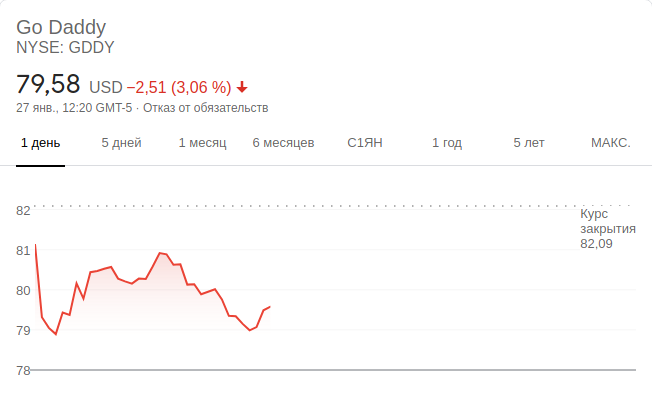 Go Daddy
NYSE: GDDY
79,58 USD −2,51 (3,06 %)
27 янв., 12:20 GMT-5 · Отказ от обязательств
1 день 5 дней 1 месяц 6 месяцев С1ЯН 1 год 5 лет МАКС.
82
Курс
закрытия
82,09
81
80
79
78